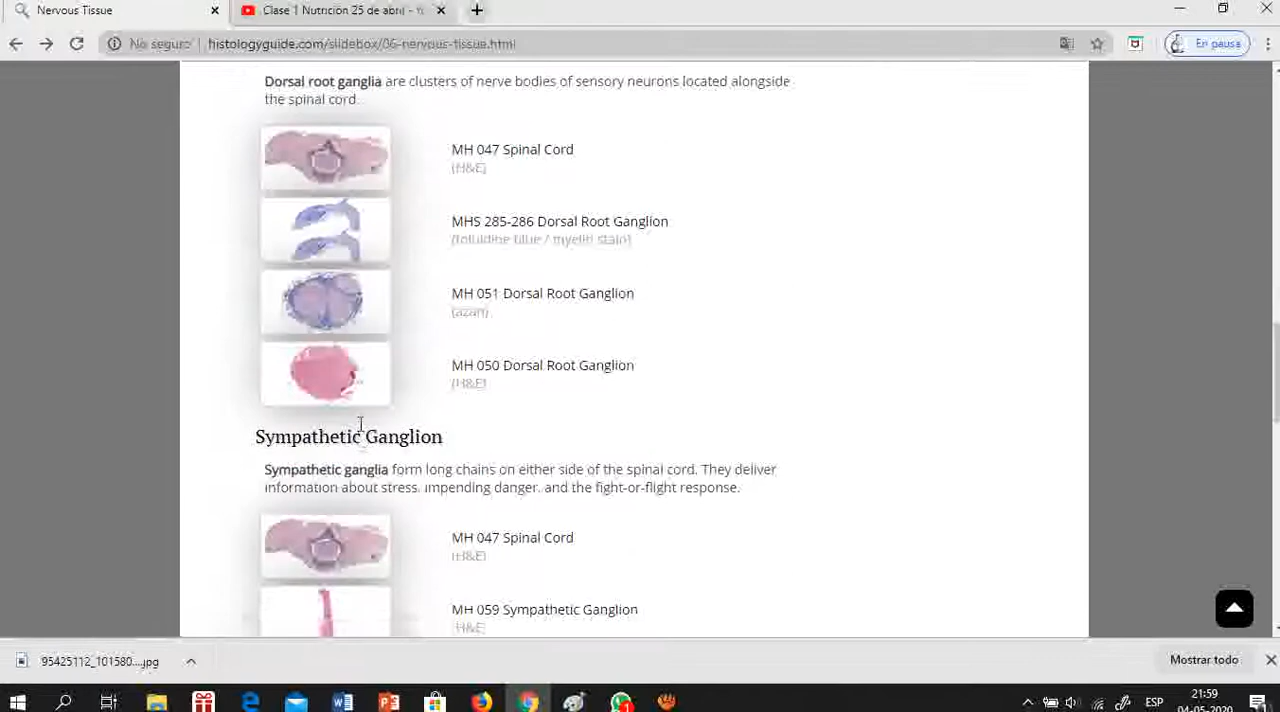 Nervous Tissue
Clase 1 Nutrición 25 de abril - Yo
No seguro
histologyguide.com/slidebox/06-nervous-tissue.html
En pausa
Dorsal root ganglia are clusters of nerve bodies of sensory neurons located alongside
the spinal cord.
MH 047 Spinal Cord
(H&E)
MHS 285-286 Dorsal Root Ganglion
(toluidine blue / myelin stain)
MH 051 Dorsal Root Ganglion
(azan)
MH 050 Dorsal Root Ganglion
(H&E)
Sympathetic Ganglion
Sympathetic ganglia form long chains on either side of the spinal cord. They deliver
information about stress, impending danger, and the fight-or-flight response.
MH 047 Spinal Cord
(H&E)
MH 059 Sympathetic Ganglion
(H&E)
95425112_101580....jpg
Mostrar todo
ESP
21:59
04-05-2020